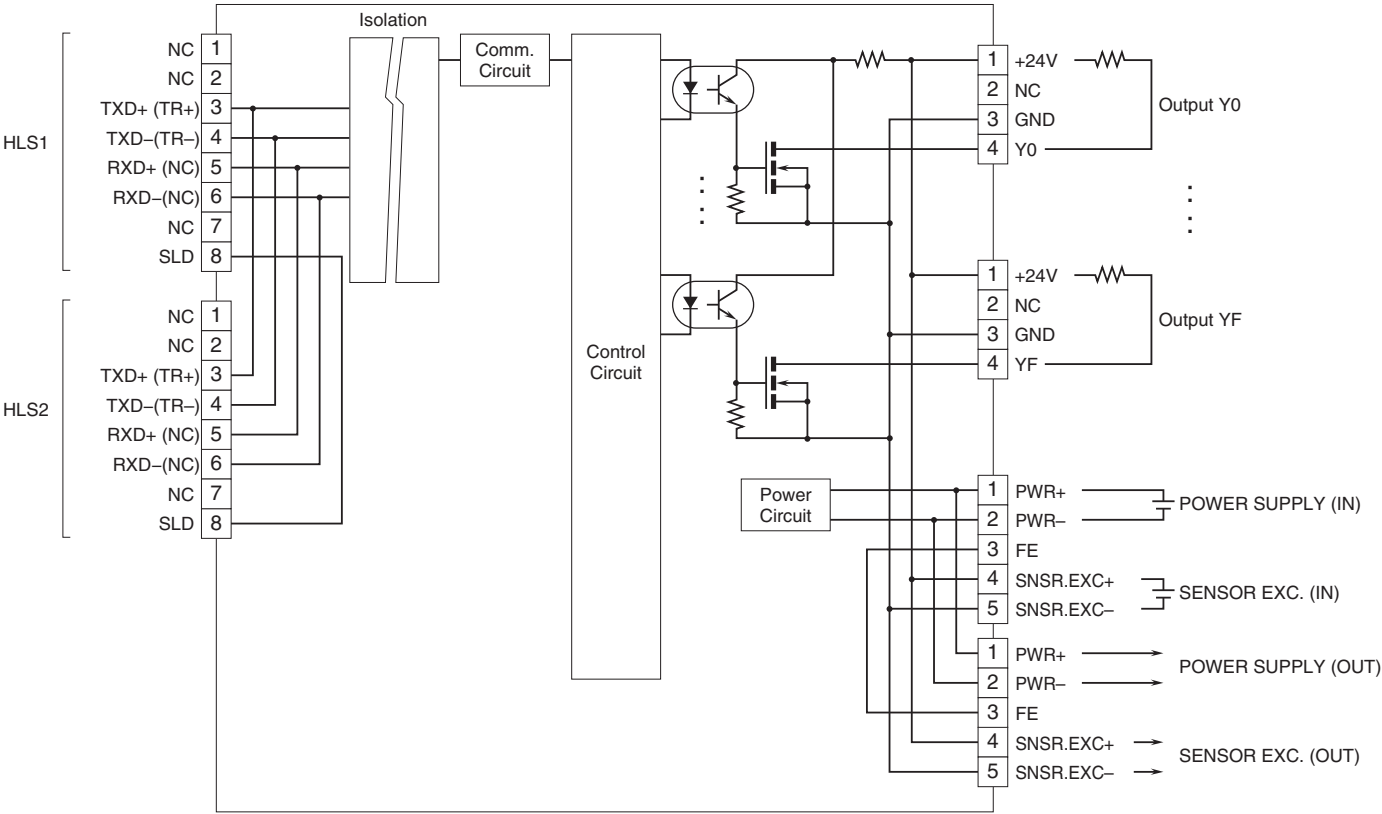 Isolation
HLS1
NC 1
NC 2
TXD+ (TR+) 3
TXD–(TR–) 4
RXD+ (NC) 5
RXD–(NC) 6
NC 7
SLD 8
HLS2
NC 1
NC 2
TXD+ (TR+) 3
TXD–(TR–) 4
RXD+ (NC) 5
RXD–(NC) 6
NC 7
SLD 8
Comm.
Circuit
Control
Circuit
Power
Circuit
1 +24V
2 NC
3 GND
4 Y0
Output Y0
1 +24V
2 NC
3 GND
4 YF
Output YF
1 PWR+
2 PWR–
POWER SUPPLY (IN)
3 FE
4 SNSR.EXC+
5 SNSR.EXC–
SENSOR EXC. (IN)
1 PWR+
2 PWR–
POWER SUPPLY (OUT)
3 FE
4 SNSR.EXC+
5 SNSR.EXC–
SENSOR EXC. (OUT)